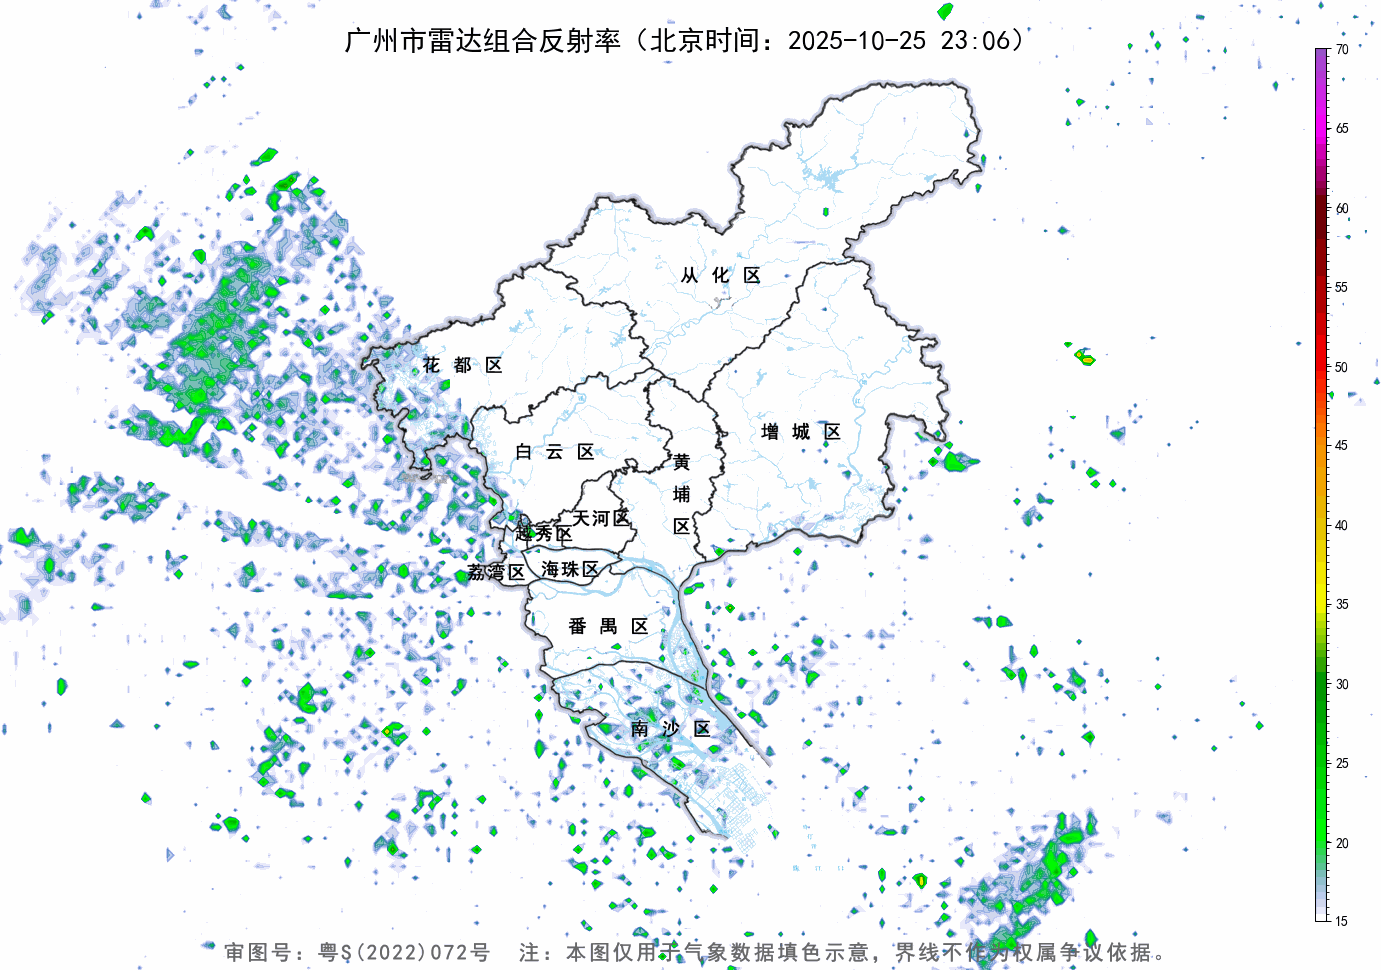 广州市雷达组合反射率（北京时间：2025-10-25 23:06）
70
65
60
55
50
45
40
35
30
25
20
15
从化区
花都区
增城区
白云区
黄埔区
天河区
越秀区
荔湾区
海珠区
番禺区
南沙区
审图号：粤S(2022)072号 注：本图仅用于气象数据填色示意，界线不作为权属争议依据。